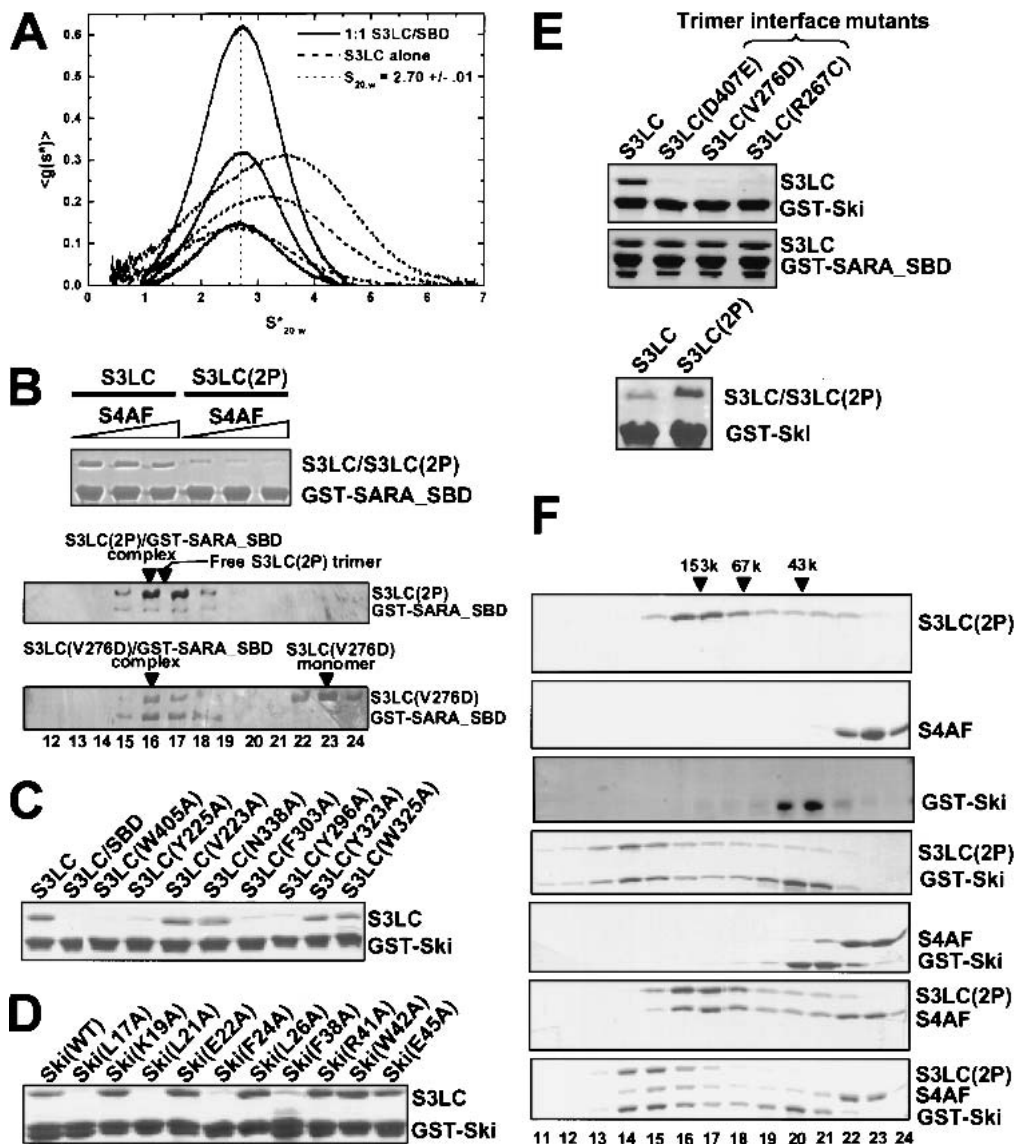 A
0.6
0.5
0.4
0.3
0.2
0.1
0.0
<g(s*)>
1:1 S3LC/SBD
S3LC alone
S20,w = 2.70 +/- .01
0 1 2 3 4 5 6 7
S*20,w
B
S3LC S3LC(2P)
S4AF S4AF
S3LC/S3LC(2P)
GST-SARA_SBD
S3LC(2P)/GST-SARA_SBD
complex Free S3LC(2P) trimer
S3LC(2P)
GST-SARA_SBD
S3LC(V276D)/GST-SARA_SBD S3LC(V276D)
complex monomer
S3LC(V276D)
GST-SARA_SBD
12 13 14 15 16 17 18 19 20 21 22 23 24
C
S3LC
S3LC/SBD
S3LC(W405A)
S3LC(Y225A)
S3LC(V223A)
S3LC(N338A)
S3LC(F303A)
S3LC(Y296A)
S3LC(Y323A)
S3LC(W325A)
S3LC
GST-Ski
D
Ski(WT)
Ski(L17A)
Ski(K19A)
Ski(L21A)
Ski(E22A)
Ski(F24A)
Ski(L26A)
Ski(F38A)
Ski(R41A)
Ski(W42A)
Ski(E45A)
S3LC
GST-Ski
E
Trimer interface mutants
S3LC
S3LC(D407E)
S3LC(V276D)
S3LC(R267C)
S3LC
GST-Ski
S3LC
GST-SARA_SBD
S3LC
S3LC(2P)
S3LC/S3LC(2P)
GST-Ski
F
153k 67k 43k
S3LC(2P)
S4AF
GST-Ski
S3LC(2P)
GST-Ski
S4AF
GST-Ski
S3LC(2P)
S4AF
S3LC(2P)
S4AF
GST-Ski
11 12 13 14 15 16 17 18 19 20 21 22 23 24